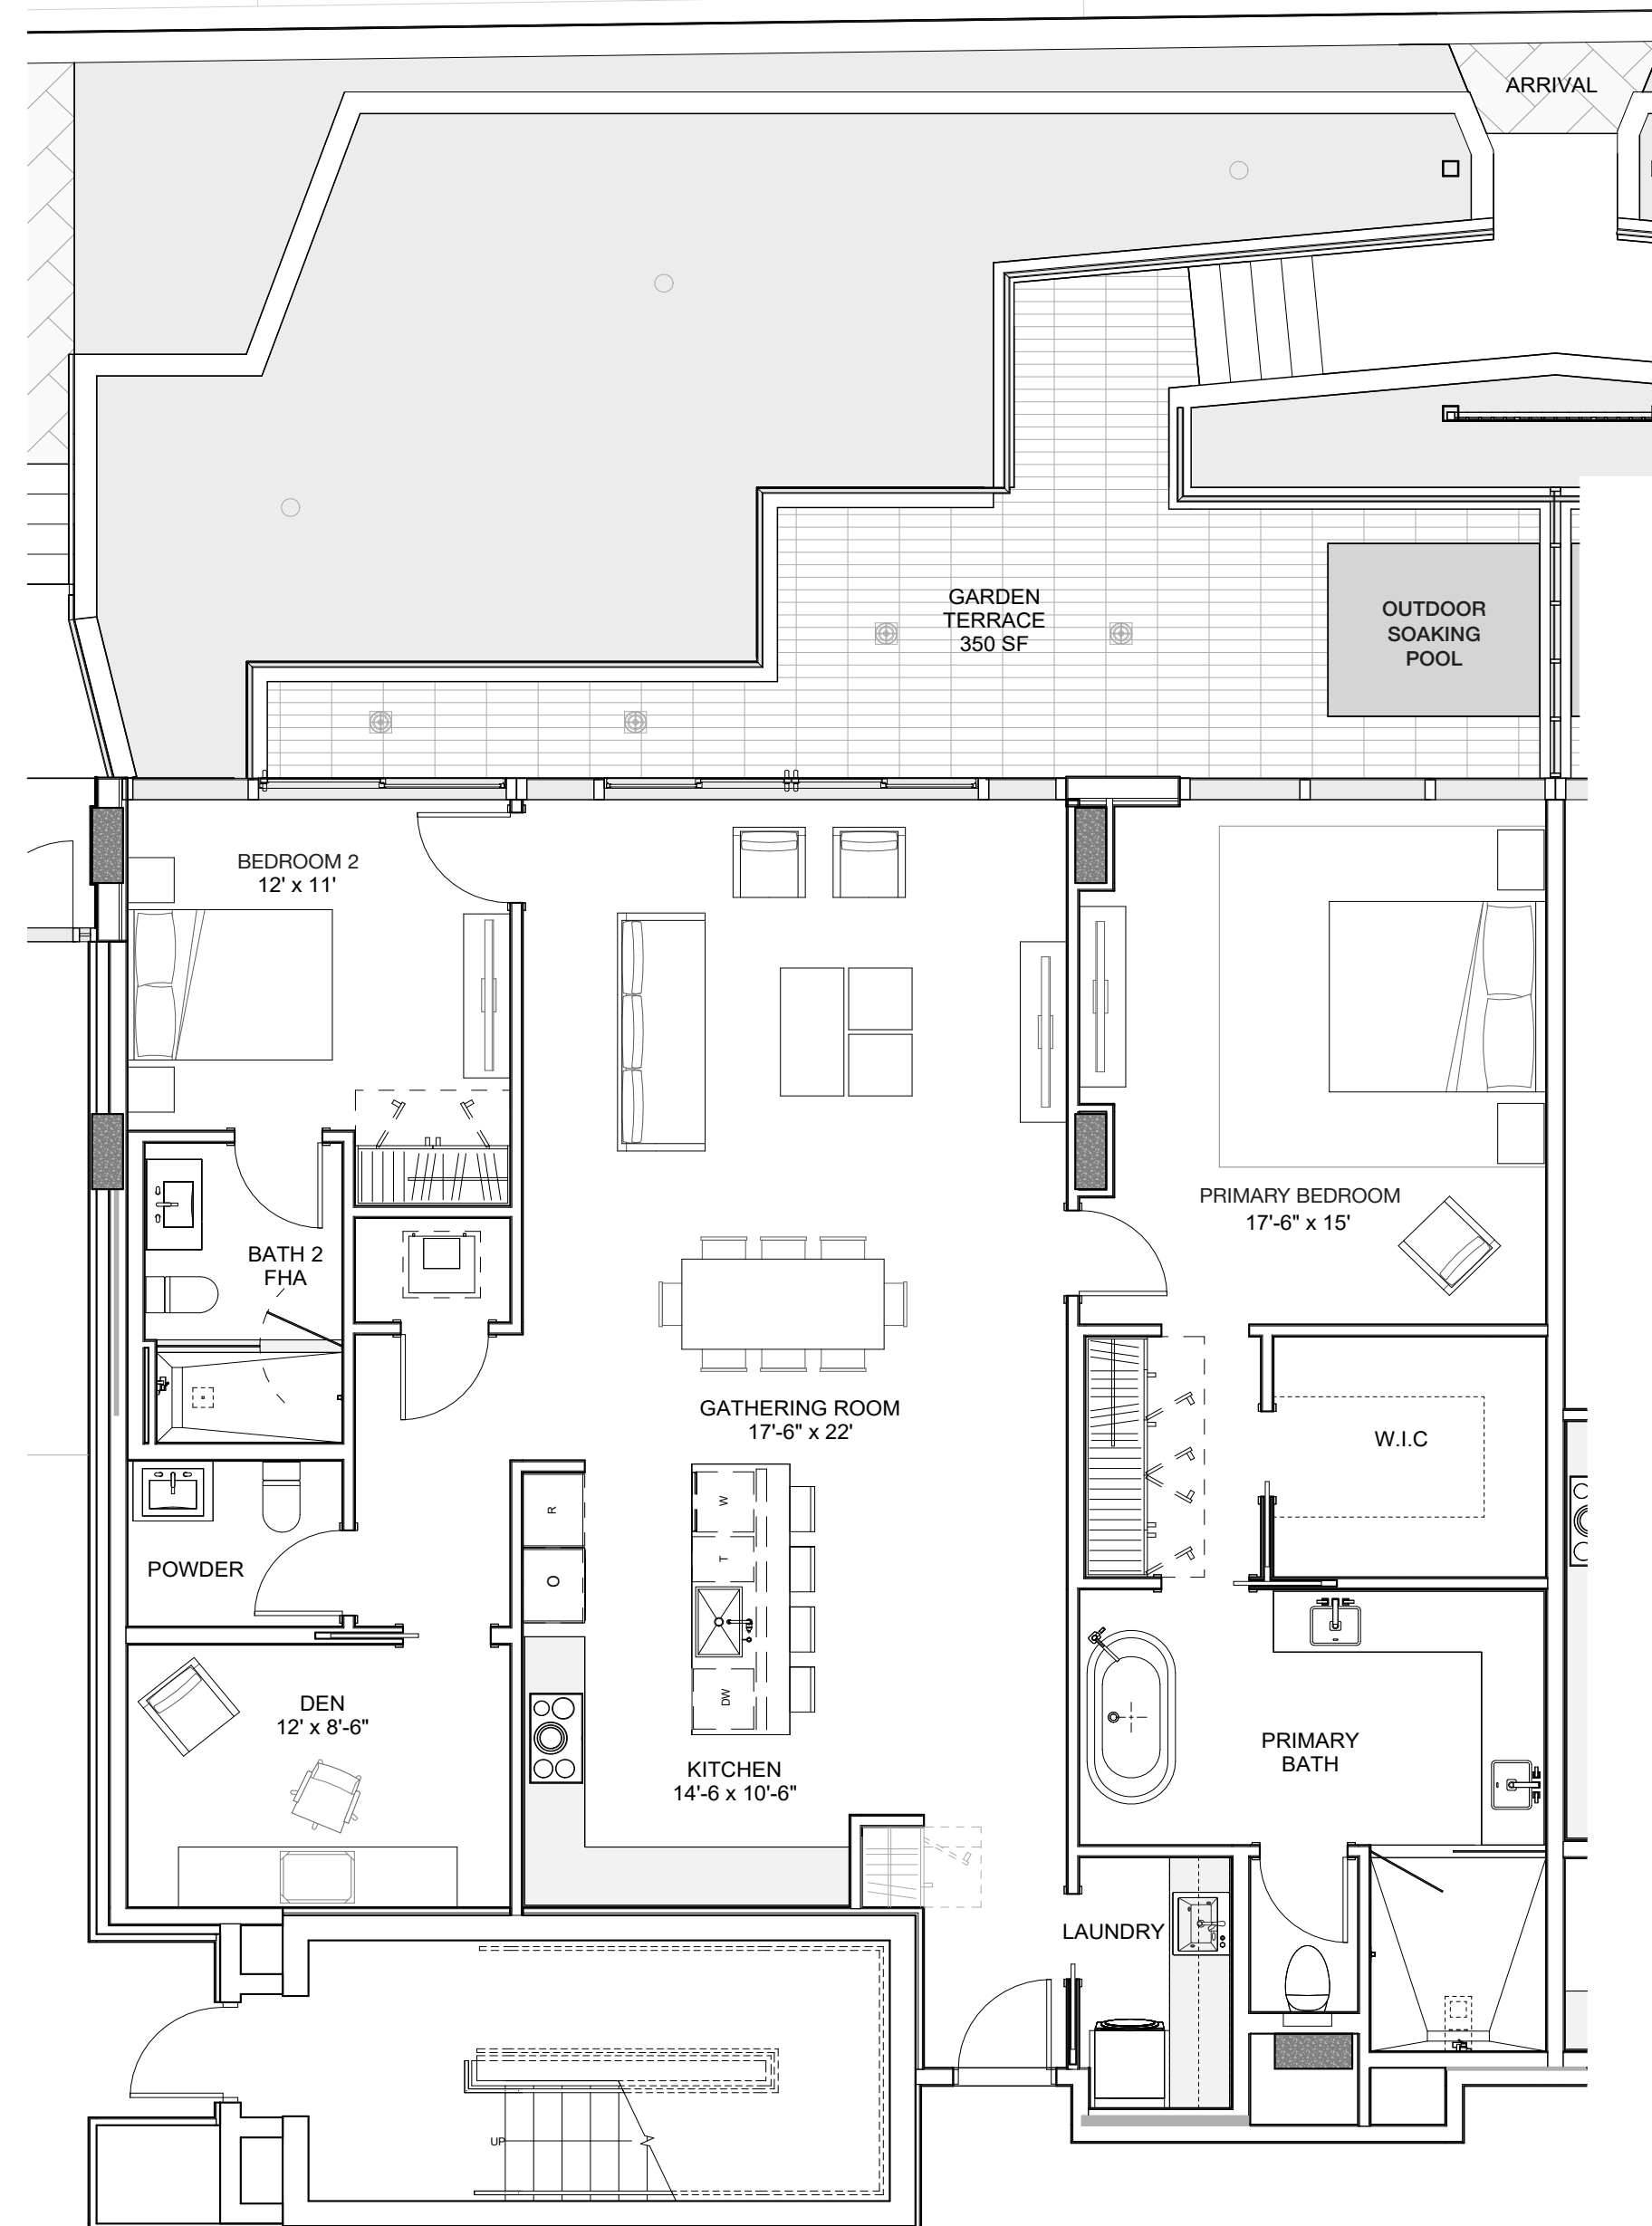 ARRIVAL
GARDEN
TERRACE
350 SF
OUTDOOR
SOAKING
POOL
BEDROOM 2
12' x 11'
PRIMARY BEDROOM
17'-6" x 15'
BATH 2
FHA
GATHERING ROOM
17'-6" x 22'
W.I.C
R
W
T
O
POWDER
DW
DEN
12' x 8'-6"
PRIMARY
BATH
KITCHEN
14'-6 x 10'-6"
LAUNDRY
UP